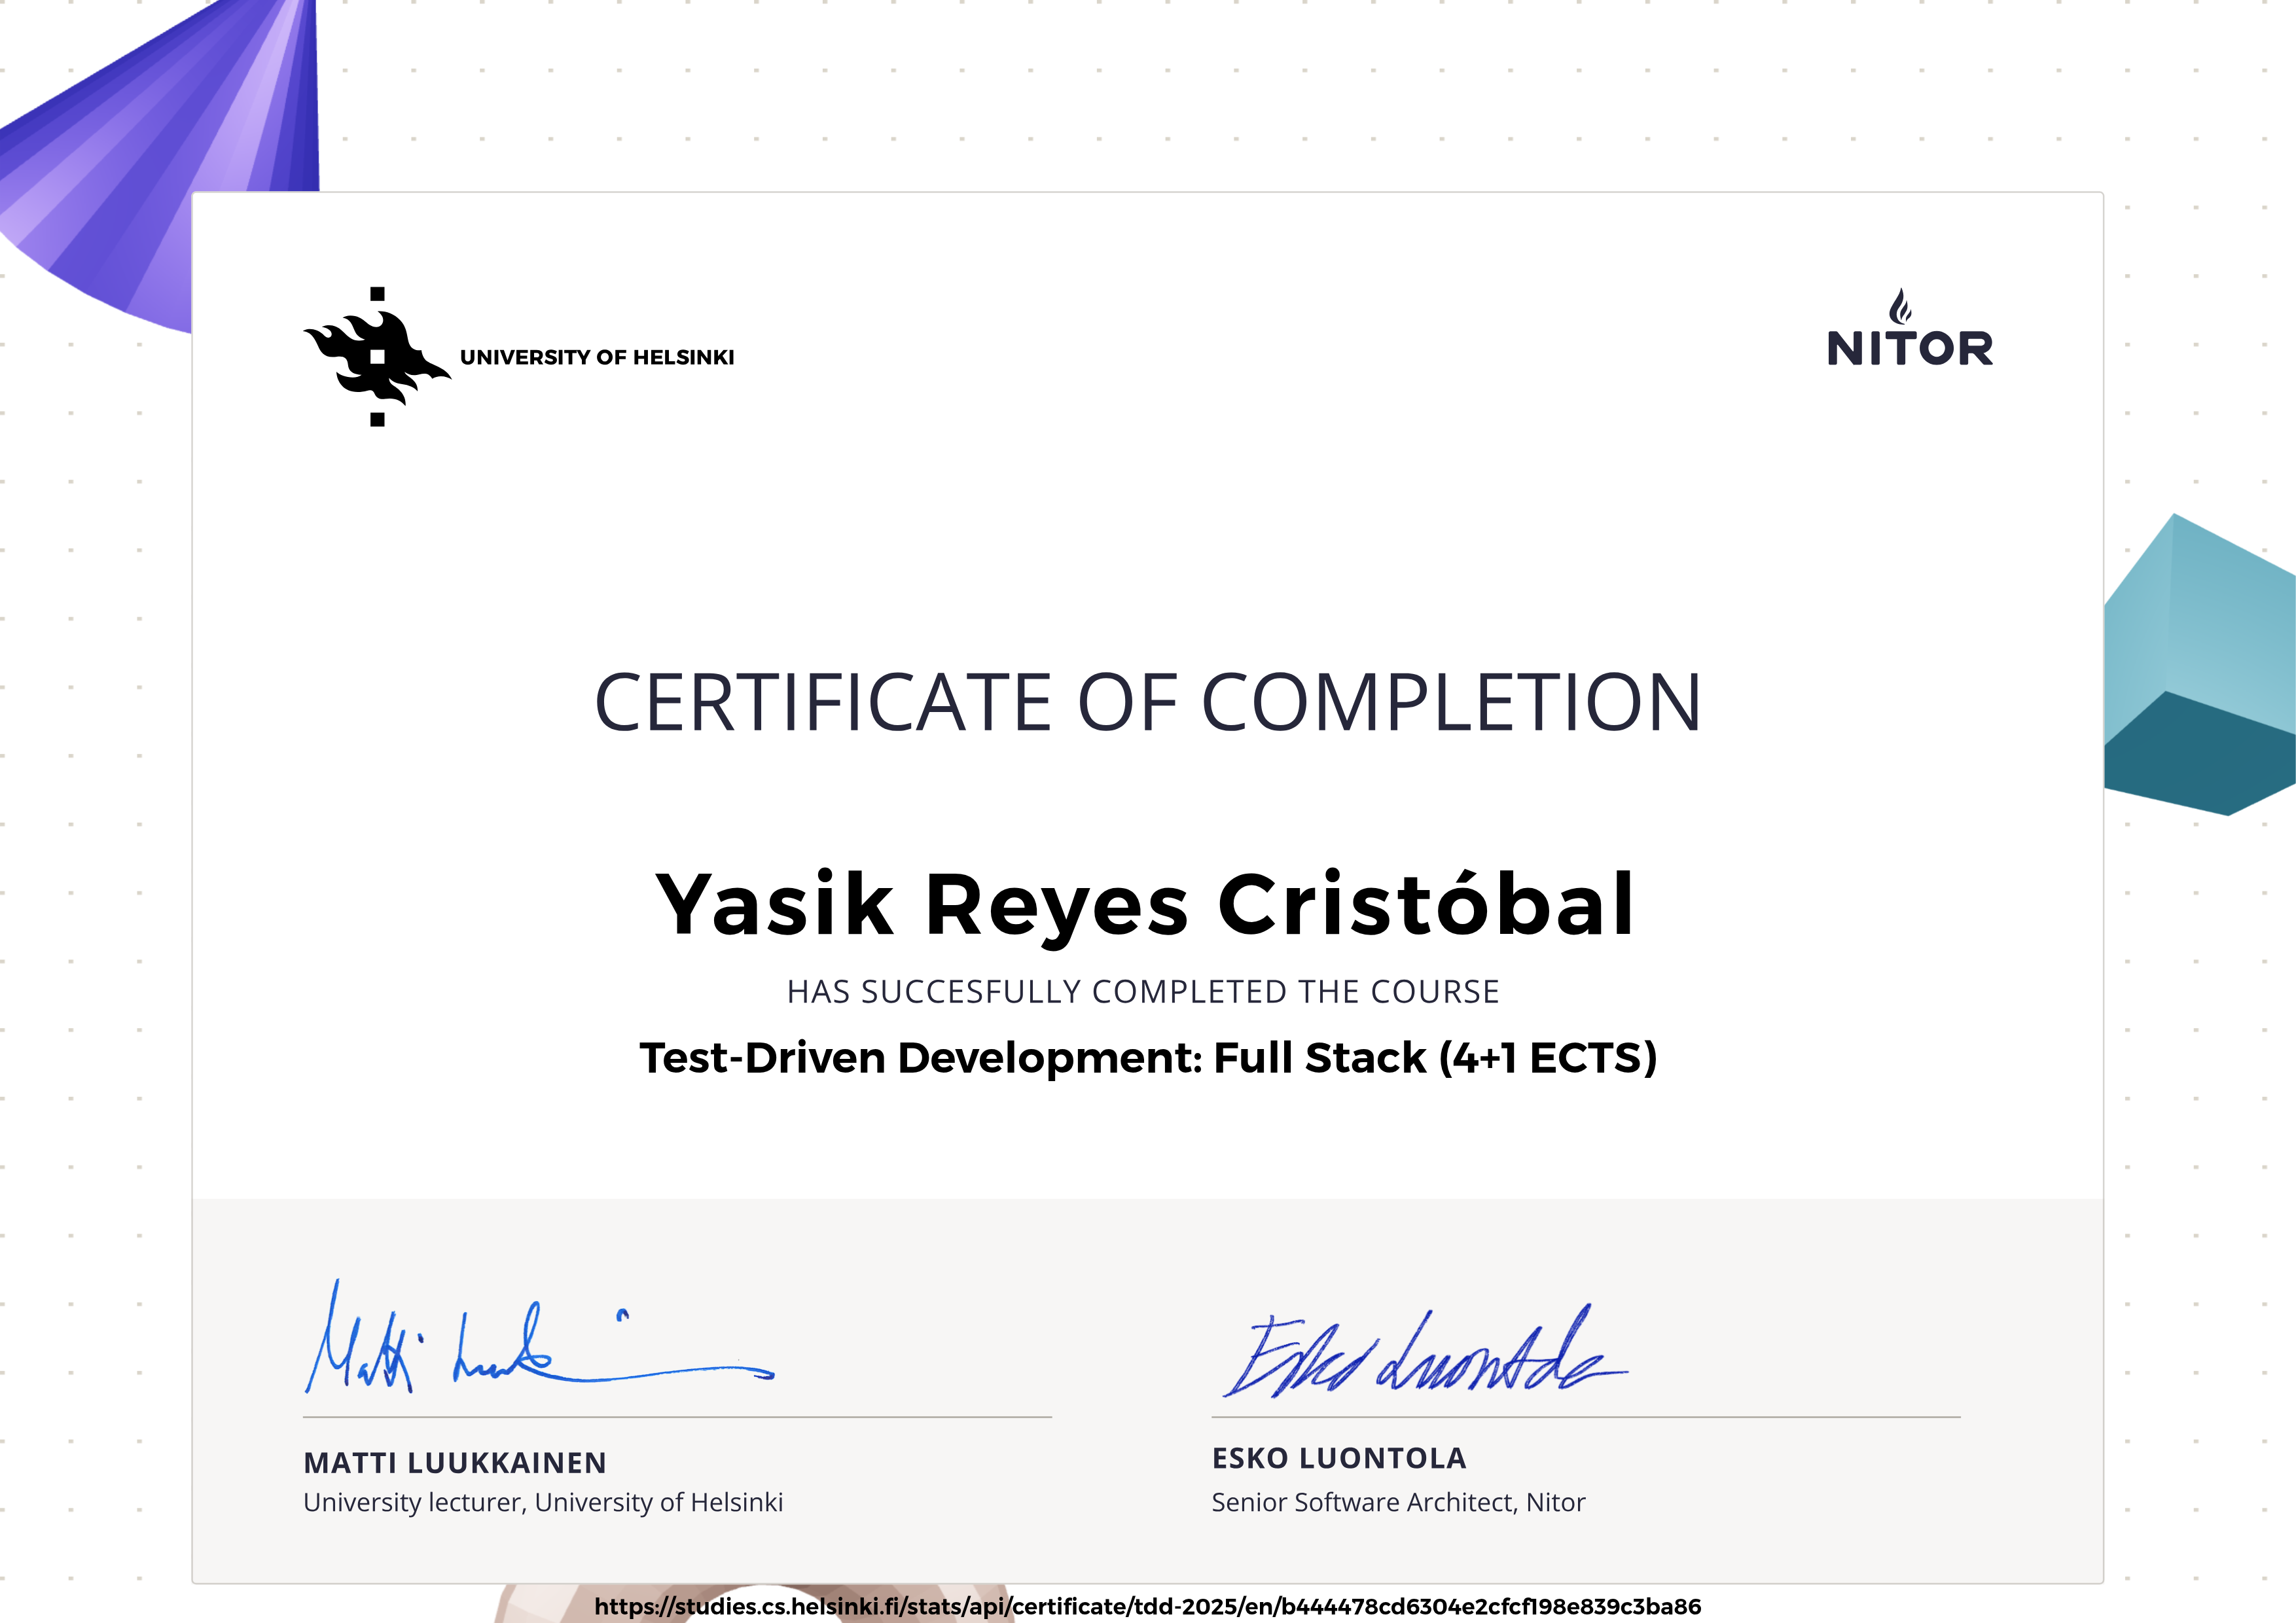 UNIVERSITY OF HELSINKI
NITOR
CERTIFICATE OF COMPLETION
Yasik Reyes Cristóbal
HAS SUCCESFULLY COMPLETED THE COURSE
Test-Driven Development: Full Stack (4+1 ECTS)
Matti Luukkainen
Esko Luontola
MATTI LUUKKAINEN
University lecturer, University of Helsinki
ESKO LUONTOLA
Senior Software Architect, Nitor
https://studies.cs.helsinki.fi/stats/api/certificate/tdd-2025/en/b444478cd6304e2cfcf198e839c3ba86